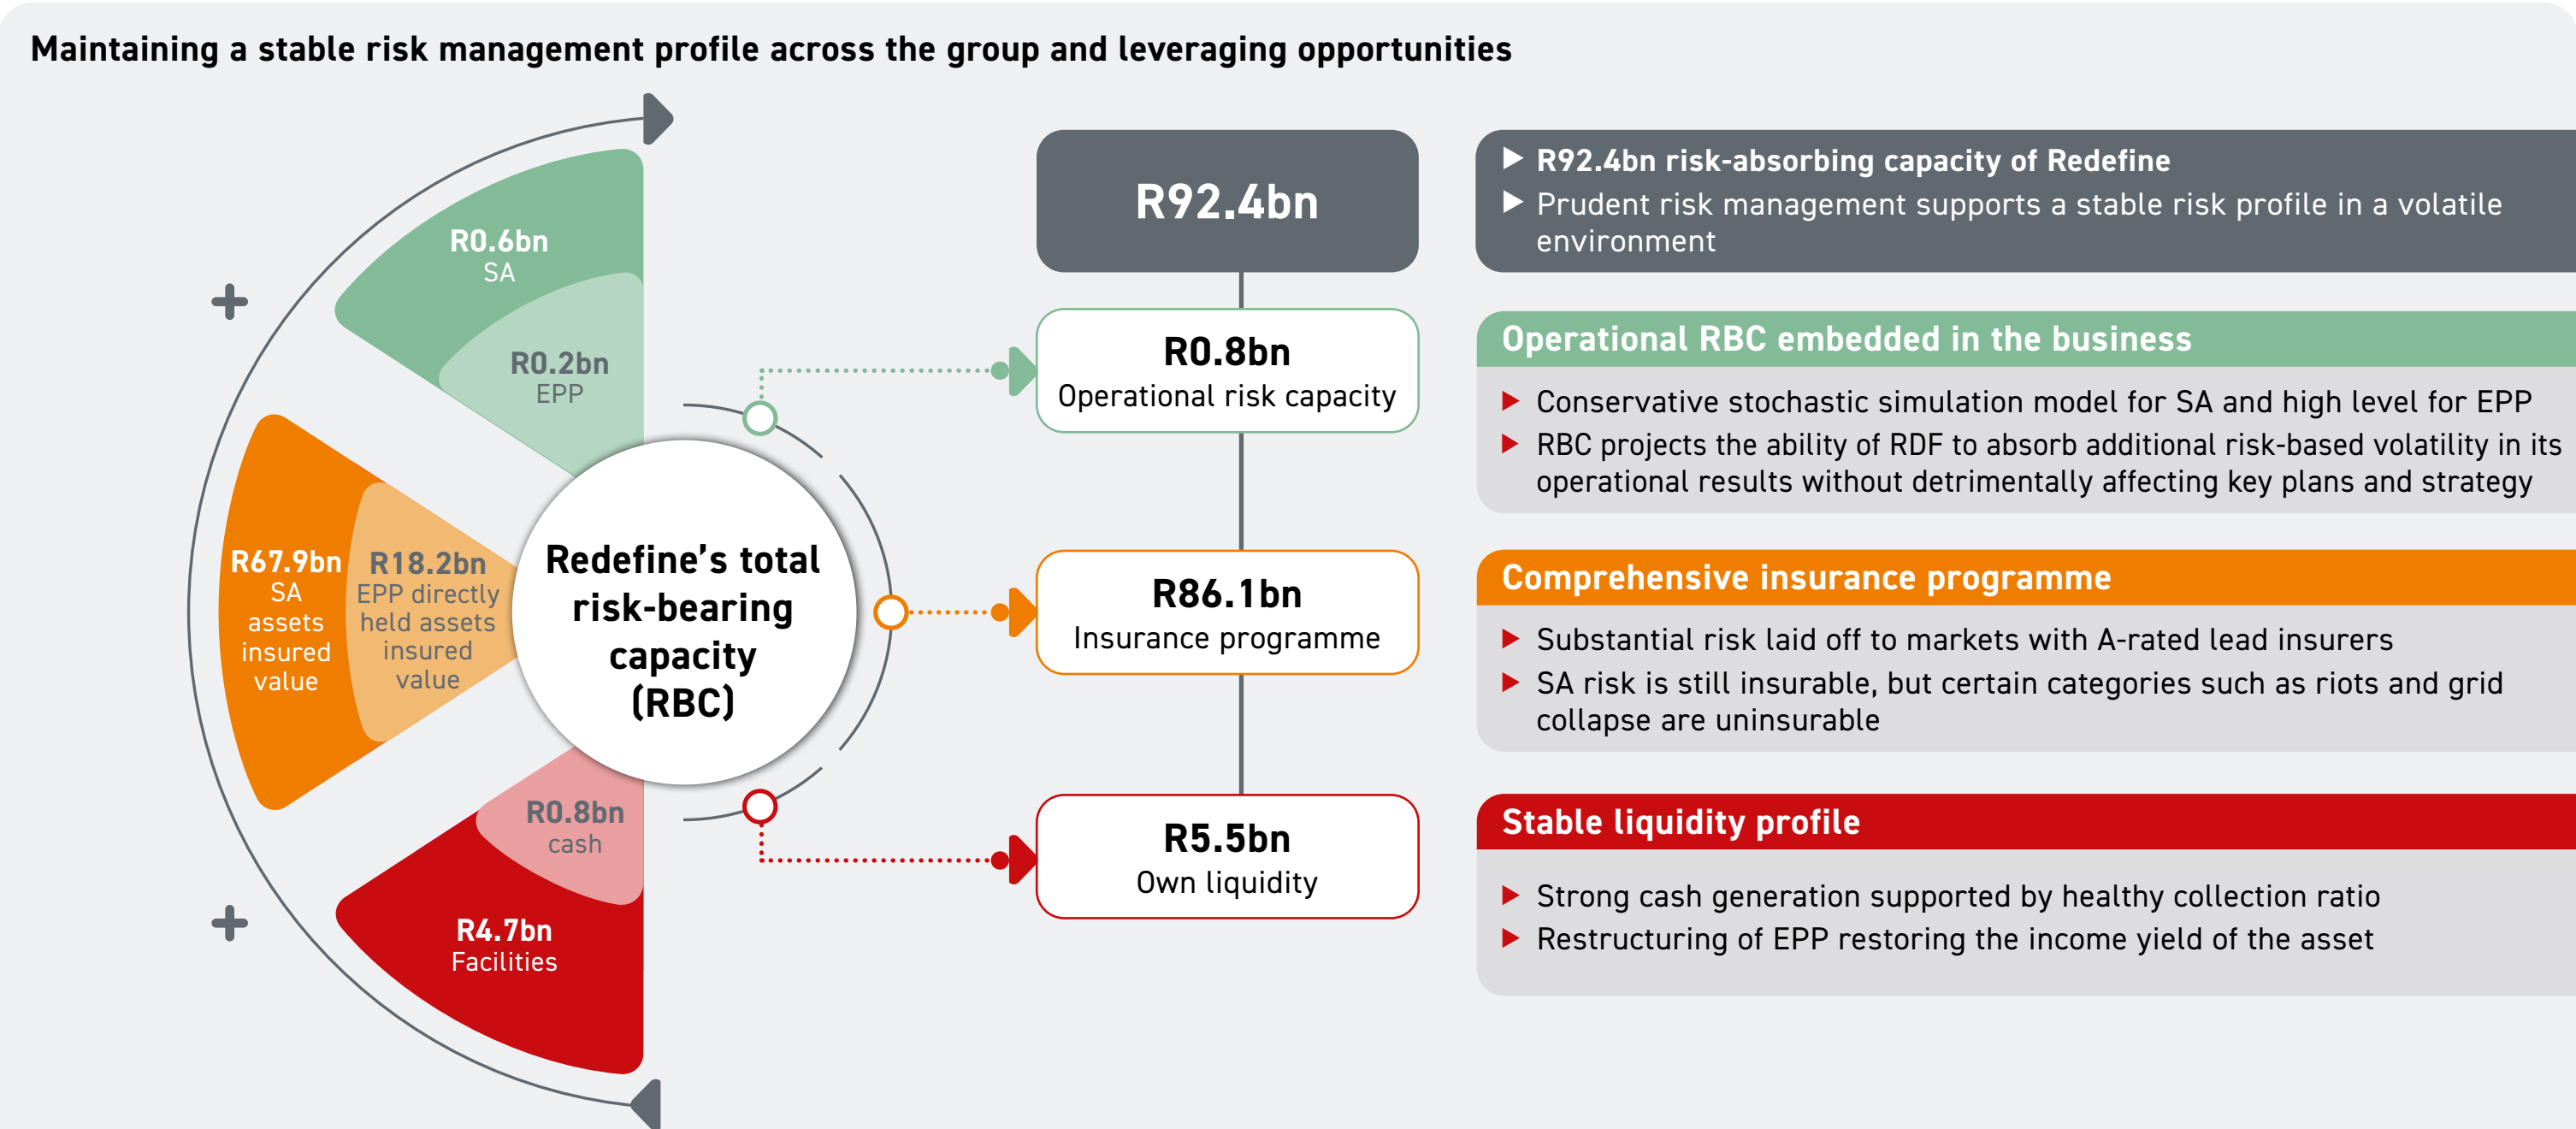 Maintaining a stable risk management profile across the group and leveraging opportunities
R0.6bn
SA
R0.2bn
EPP
R67.9bn
SA
assets
insured
value
R18.2bn
EPP directly
held assets
insured
value
R0.8bn
cash
R4.7bn
Facilities
Redefine’s total
risk-bearing
capacity
(RBC)
R92.4bn
R0.8bn
Operational risk capacity
R86.1bn
Insurance programme
R5.5bn
Own liquidity
R92.4bn risk-absorbing capacity of Redefine
Prudent risk management supports a stable risk profile in a volatile
environment
Operational RBC embedded in the business
Conservative stochastic simulation model for SA and high level for EPP
RBC projects the ability of RDF to absorb additional risk-based volatility in its
operational results without detrimentally affecting key plans and strategy
Comprehensive insurance programme
Substantial risk laid off to markets with A-rated lead insurers
SA risk is still insurable, but certain categories such as riots and grid
collapse are uninsurable
Stable liquidity profile
Strong cash generation supported by healthy collection ratio
Restructuring of EPP restoring the income yield of the asset